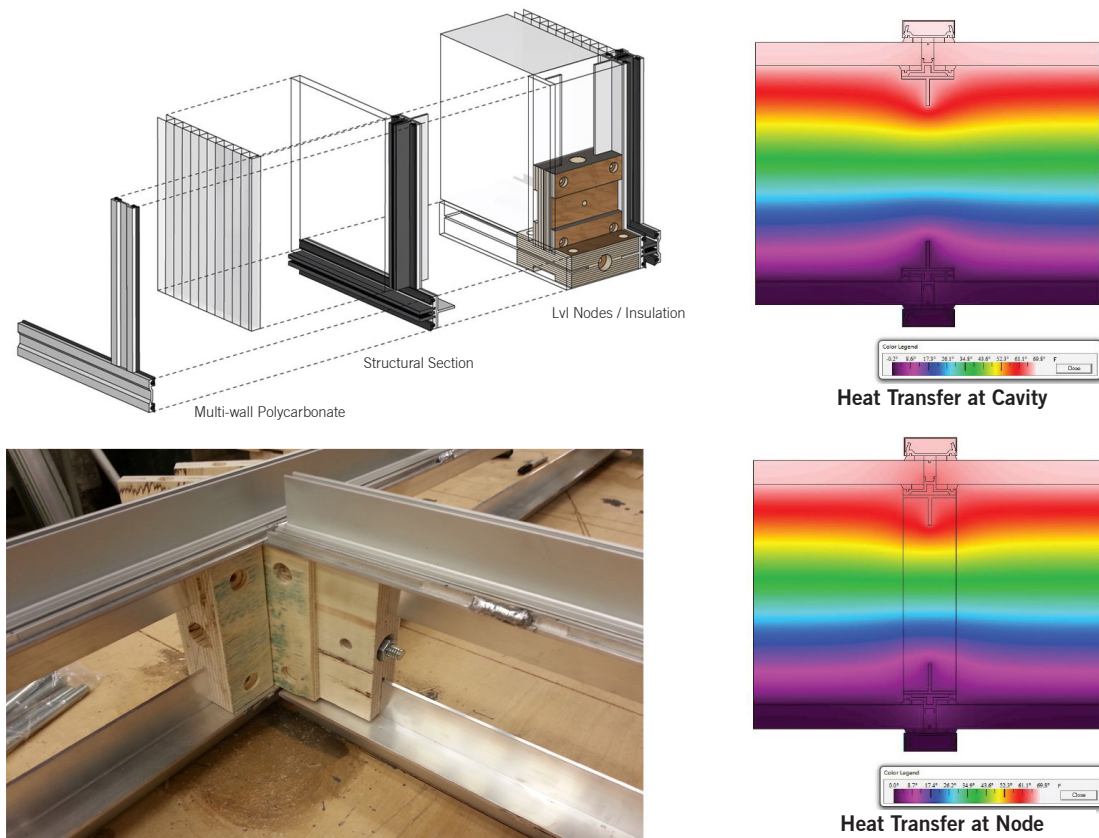 Lvl Nodes / Insulation
Structural Section
Multi-wall Polycarbonate
Color Legend
-0.2° 8.6° 17.3° 26.1° 34.8° 43.6° 52.3° 61.1° 69.8° F
Close
Heat Transfer at Cavity
Color Legend
0.0° 8.7° 17.4° 26.2° 34.9° 43.6° 52.3° 61.1° 69.8° F
Close
Heat Transfer at Node